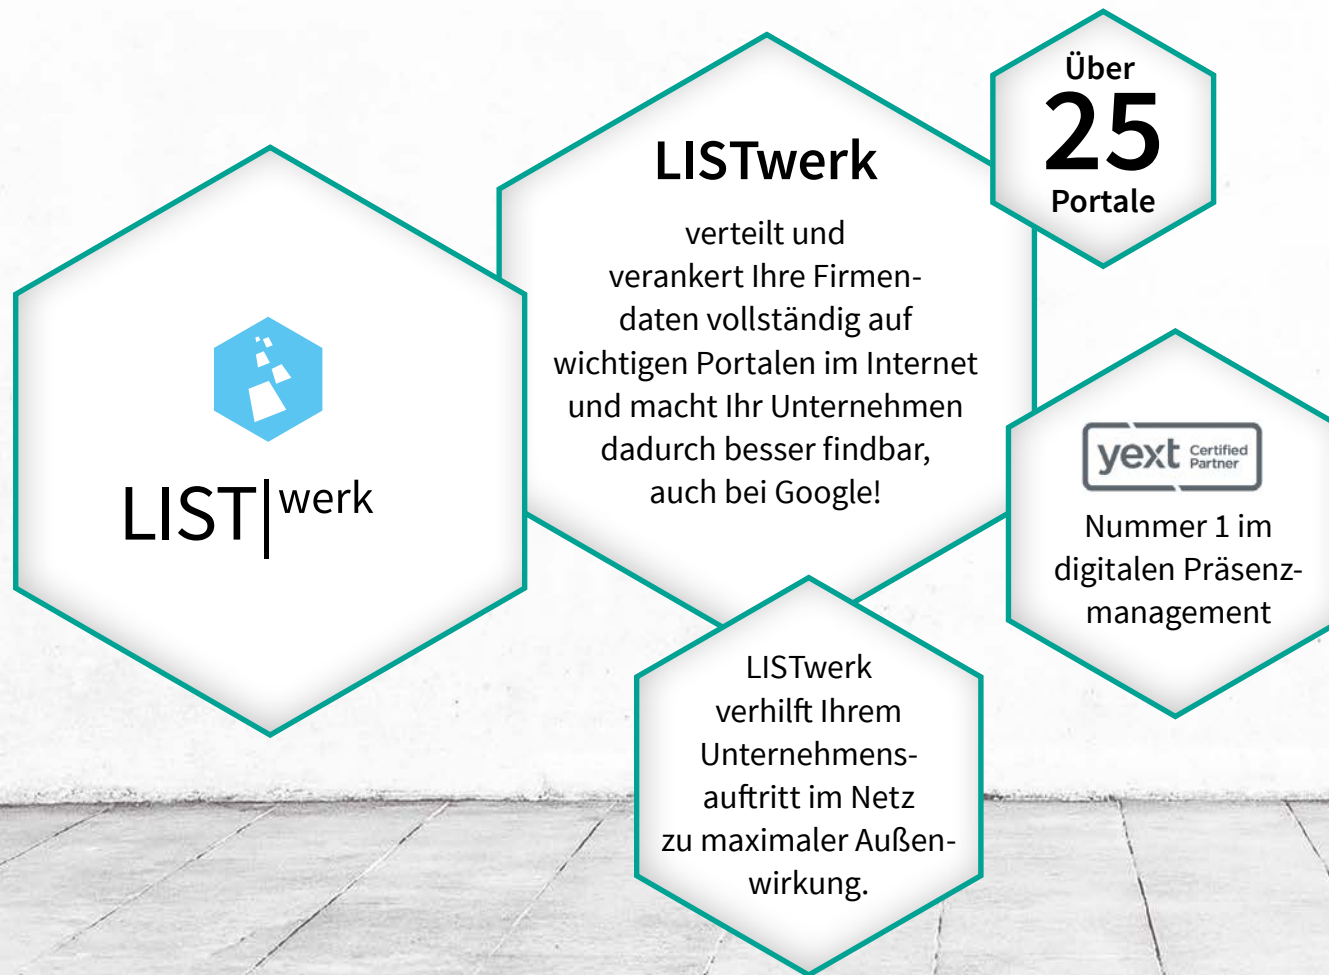 LIST|werk
LISTwerk
verteilt und
verankert Ihre Firmen-
daten vollständig auf
wichtigen Portalen im Internet
und macht Ihr Unternehmen
dadurch besser findbar,
auch bei Google!
Über
25
Portale
yext Certified
Partner
Nummer 1 im
digitalen Präsenz-
management
LISTwerk
verhilft Ihrem
Unternehmens-
auftritt im Netz
zu maximaler Außen-
wirkung.